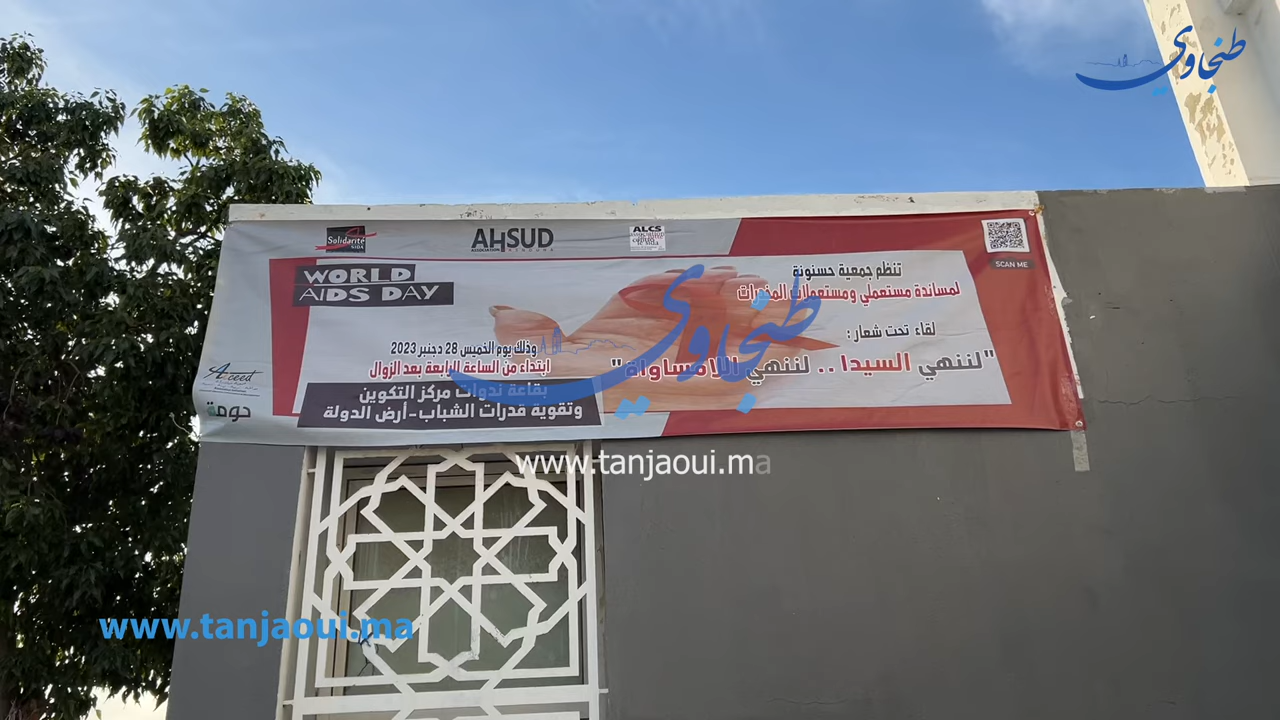 طنجاوي
Solidarité
SIDA
AHSUD
ASSOCIATION
ALCS
SCAN ME
WORLD
AIDS DAY
تنظم جمعية حسنونة
لمساندة مستعملي ومستعملات المخدرات
لقاء تحت شعار :
"لننهي السيدا .. لننهي اللامساواة"
وذلك يوم الخميس 28 دجنبر 2023
ابتداء من الساعة الرابعة بعد الزوال
بقاعة ندوات مركز التكوين
وتقوية قدرات الشباب-أرض الدولة
حومة
طنجاوي
www.tanjaoui.ma
www.tanjaoui.ma